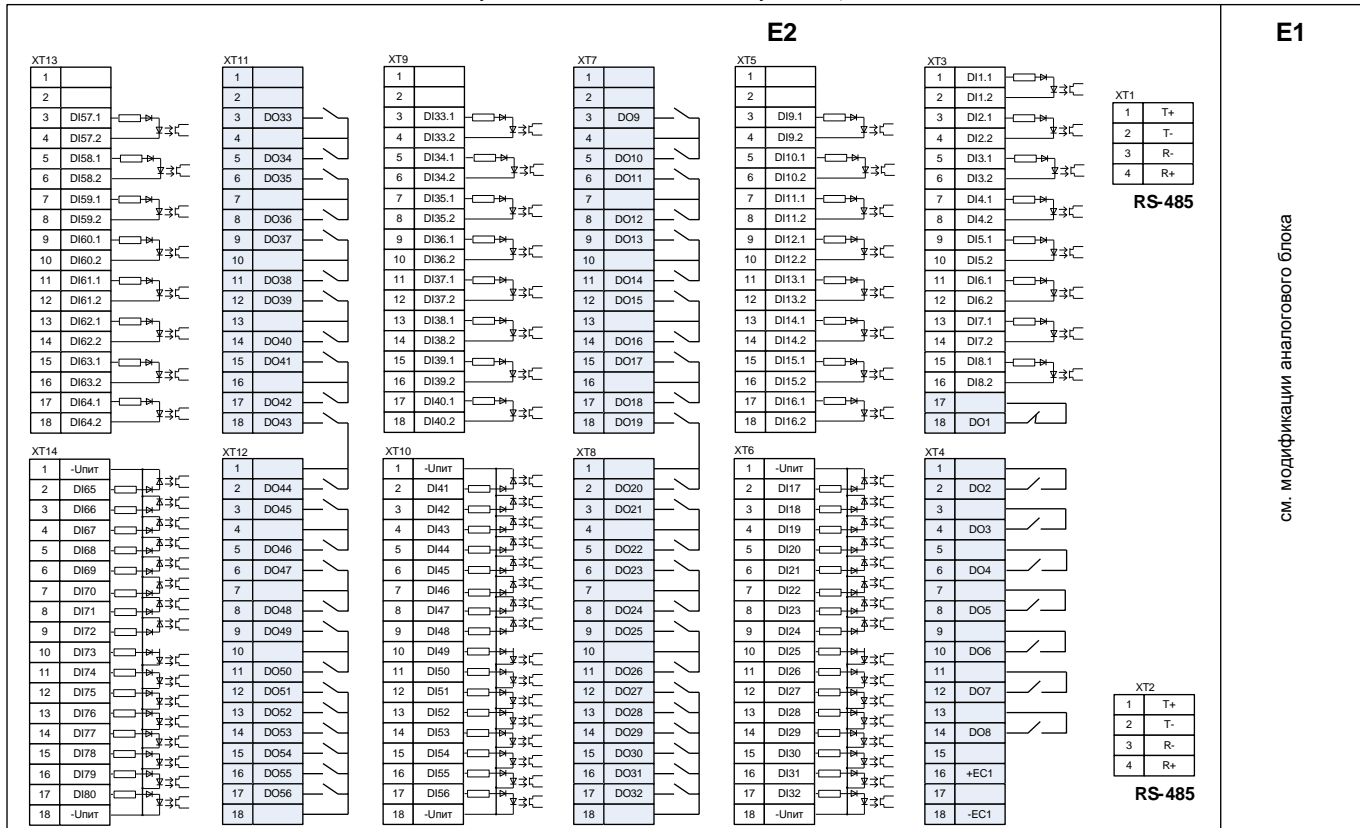 E2
E1
XT13
1
2
3 DI57.1
4 DI57.2
5 DI58.1
6 DI58.2
7 DI59.1
8 DI59.2
9 DI60.1
10 DI60.2
11 DI61.1
12 DI61.2
13 DI62.1
14 DI62.2
15 DI63.1
16 DI63.2
17 DI64.1
18 DI64.2
XT11
1
2
3 DO33
4
5 DO34
6 DO35
7
8 DO36
9 DO37
10
11 DO38
12 DO39
13
14 DO40
15 DO41
16
17 DO42
18 DO43
XT9
1
2
3 DI33.1
4 DI33.2
5 DI34.1
6 DI34.2
7 DI35.1
8 DI35.2
9 DI36.1
10 DI36.2
11 DI37.1
12 DI37.2
13 DI38.1
14 DI38.2
15 DI39.1
16 DI39.2
17 DI40.1
18 DI40.2
XT7
1
2
3 DO9
4
5 DO10
6 DO11
7
8 DO12
9 DO13
10
11 DO14
12 DO15
13
14 DO16
15 DO17
16
17 DO18
18 DO19
XT5
1
2
3 DI9.1
4 DI9.2
5 DI10.1
6 DI10.2
7 DI11.1
8 DI11.2
9 DI12.1
10 DI12.2
11 DI13.1
12 DI13.2
13 DI14.1
14 DI14.2
15 DI15.1
16 DI15.2
17 DI16.1
18 DI16.2
XT3
1 DI1.1
2 DI1.2
3 DI2.1
4 DI2.2
5 DI3.1
6 DI3.2
7 DI4.1
8 DI4.2
9 DI5.1
10 DI5.2
11 DI6.1
12 DI6.2
13 DI7.1
14 DI7.2
15 DI8.1
16 DI8.2
17
18 DO1
XT1
1 T+
2 T-
3 R-
4 R+
RS-485
см. модификации аналогового блока
XT14
1 -Uпит
2 DI65
3 DI66
4 DI67
5 DI68
6 DI69
7 DI70
8 DI71
9 DI72
10 DI73
11 DI74
12 DI75
13 DI76
14 DI77
15 DI78
16 DI79
17 DI80
18 -Uпит
XT12
1
2 DO44
3 DO45
4
5 DO46
6 DO47
7
8 DO48
9 DO49
10
11 DO50
12 DO51
13 DO52
14 DO53
15 DO54
16 DO55
17 DO56
18
XT10
1 -Uпит
2 DI41
3 DI42
4 DI43
5 DI44
6 DI45
7 DI46
8 DI47
9 DI48
10 DI49
11 DI50
12 DI51
13 DI52
14 DI53
15 DI54
16 DI55
17 DI56
18 -Uпит
XT8
1
2 DO20
3 DO21
4
5 DO22
6 DO23
7
8 DO24
9 DO25
10
11 DO26
12 DO27
13 DO28
14 DO29
15 DO30
16 DO31
17 DO32
18
XT6
1 -Uпит
2 DI17
3 DI18
4 DI19
5 DI20
6 DI21
7 DI22
8 DI23
9 DI24
10 DI25
11 DI26
12 DI27
13 DI28
14 DI29
15 DI30
16 DI31
17 DI32
18 -Uпит
XT4
1
2 DO2
3
4 DO3
5
6 DO4
7
8 DO5
9
10 DO6
11
12 DO7
13
14 DO8
15
16 +EC1
17
18 -EC1
XT2
1 T+
2 T-
3 R-
4 R+
RS-485